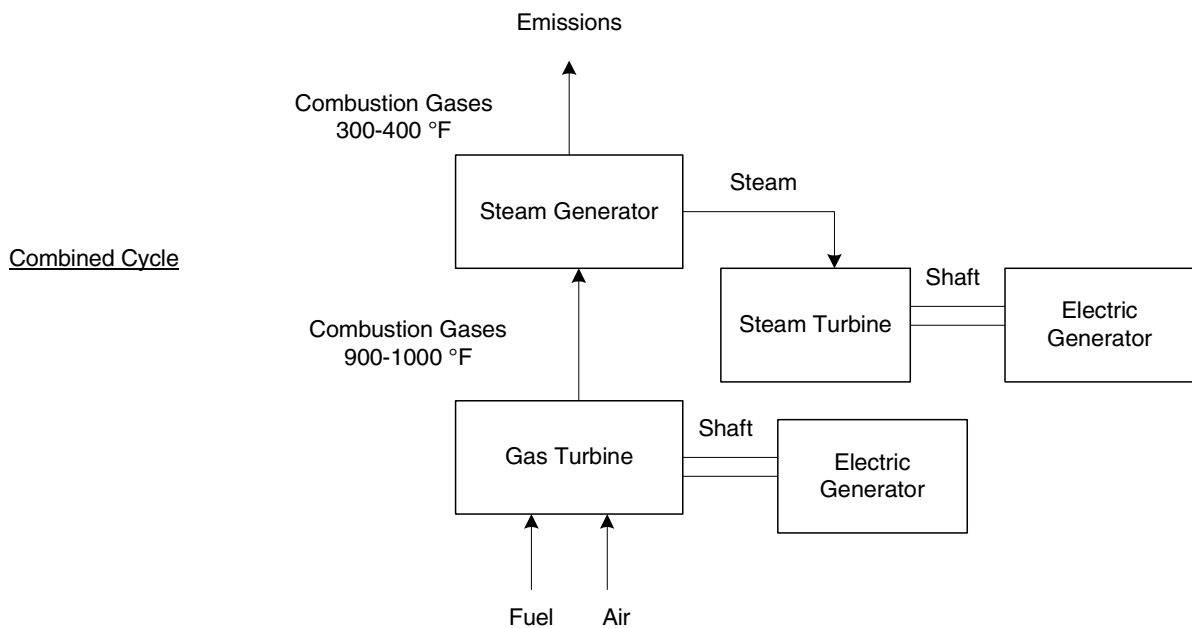 Emissions
Combustion Gases
300-400 °F
Steam Generator
Steam
Combined Cycle
Steam Turbine
Shaft
Electric
Generator
Combustion Gases
900-1000 °F
Gas Turbine
Shaft
Electric
Generator
Fuel
Air